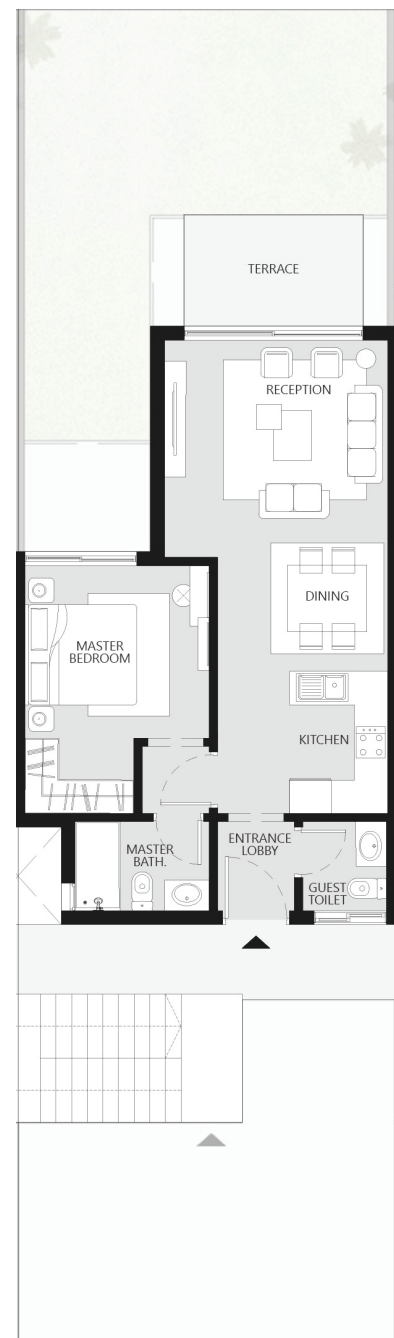 TERRACE
RECEPTION
DINING
MASTER
BEDROOM
KITCHEN
MASTER
BATH.
ENTRANCE
LOBBY
GUEST
TOILET